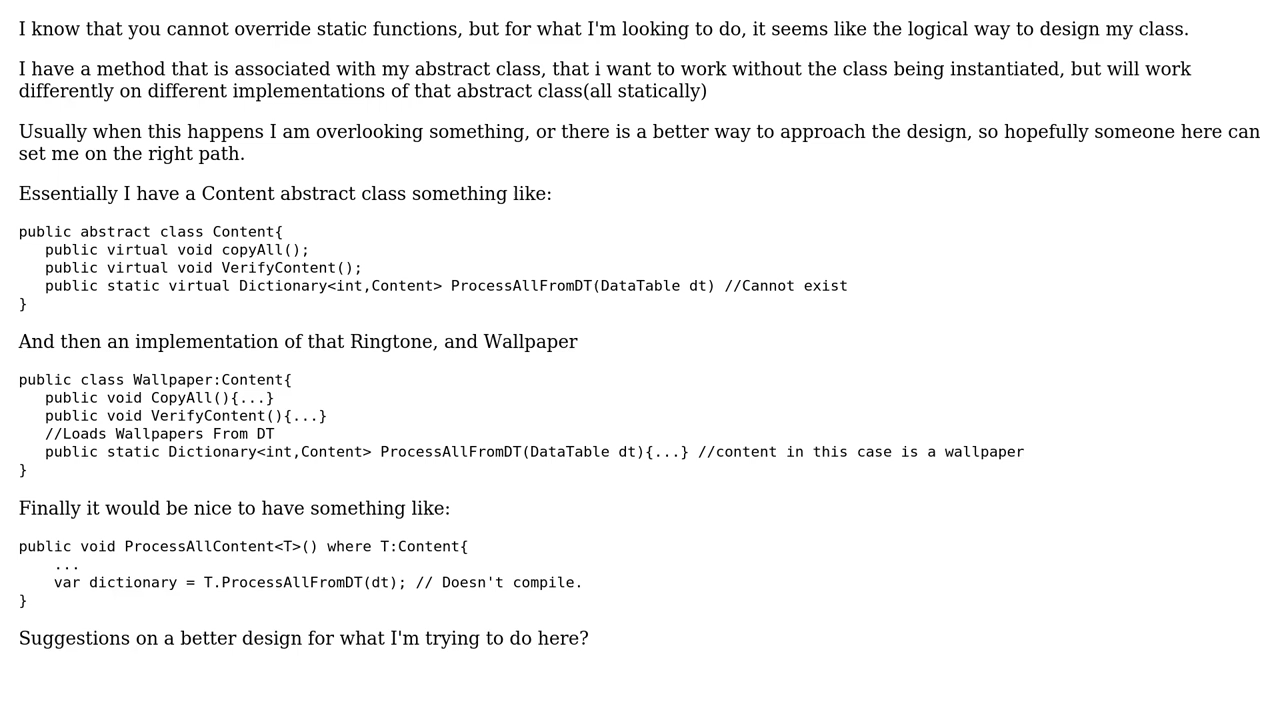 I know that you cannot override static functions, but for what I'm looking to do, it seems like the logical way to design my class.
I have a method that is associated with my abstract class, that i want to work without the class being instantiated, but will work
differently on different implementations of that abstract class(all statically)
Usually when this happens I am overlooking something, or there is a better way to approach the design, so hopefully someone here can
set me on the right path.
Essentially I have a Content abstract class something like:
public abstract class Content{
   public virtual void copyAll();
   public virtual void VerifyContent();
   public static virtual Dictionary<int,Content> ProcessAllFromDT(DataTable dt) //Cannot exist
}
And then an implementation of that Ringtone, and Wallpaper
public class Wallpaper:Content{
   public void CopyAll(){...}
   public void VerifyContent(){...}
   //Loads Wallpapers From DT
   public static Dictionary<int,Content> ProcessAllFromDT(DataTable dt){...} //content in this case is a wallpaper
}
Finally it would be nice to have something like:
public void ProcessAllContent<T>() where T:Content{
    ...
    var dictionary = T.ProcessAllFromDT(dt); // Doesn't compile.
}
Suggestions on a better design for what I'm trying to do here?